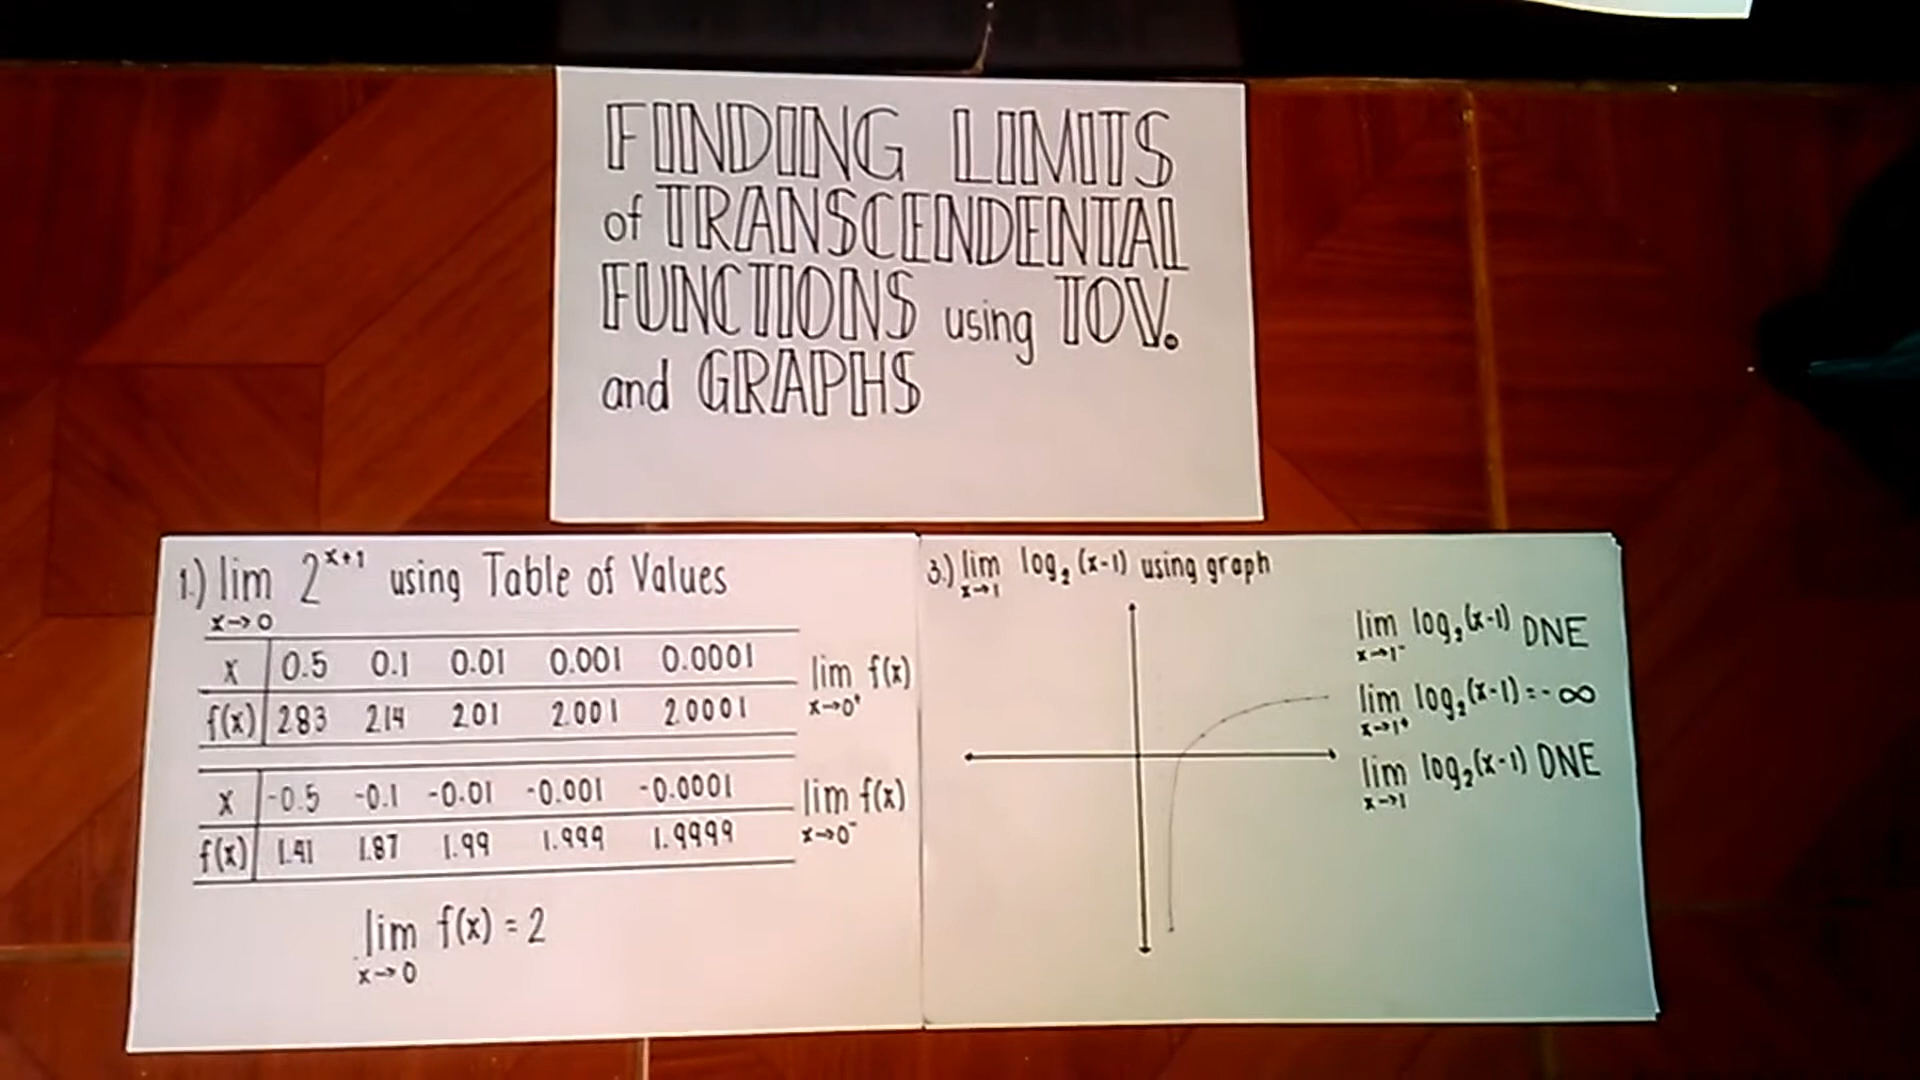 FINDING LIMITS
of TRANSCENDENTAL
FUNCTIONS using TOV.
and GRAPHS
1.) lim 2^x+1 using Table of Values
x→0
x 0.5 0.1 0.01 0.001 0.0001
f(x) 2.83 2.14 2.01 2.001 2.0001
lim f(x)
x→0⁺
x -0.5 -0.1 -0.01 -0.001 -0.0001
f(x) 1.41 1.87 1.99 1.999 1.9999
lim f(x)
x→0⁻
lim f(x) = 2
x→0
3.) lim log₂ (x-1) using graph
x→1
lim log₂(x-1) DNE
x→1⁻
lim log₂(x-1) = -∞
x→1⁺
lim log₂(x-1) DNE
x→1